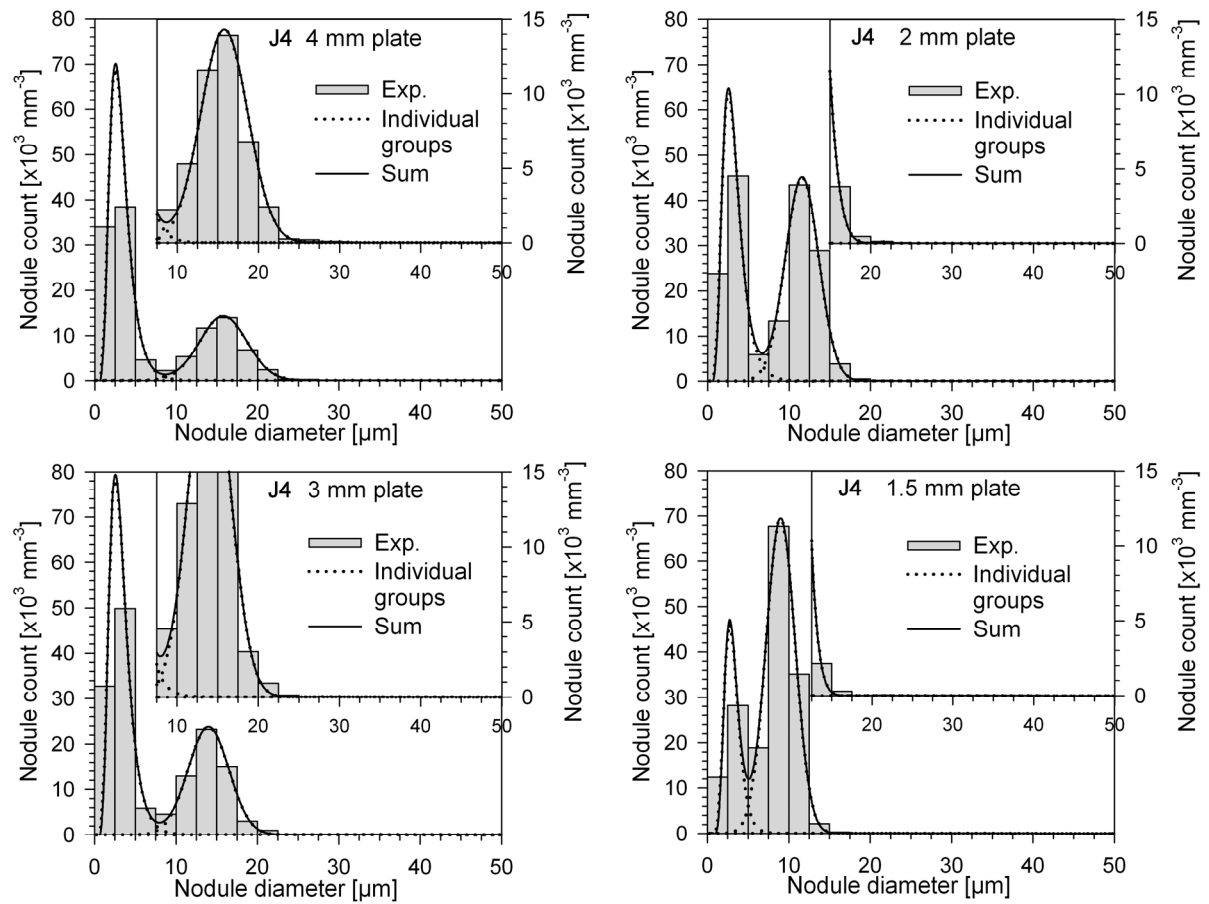 J4 4 mm plate
Exp.
Individual
groups
Sum
Nodule count [x10³ mm⁻³]
80
70
60
50
40
30
20
10
0
Nodule count [x10³ mm⁻³]
15
10
5
0
10 20 30 40 50
0 10 20 30 40 50
Nodule diameter [µm]
J4 2 mm plate
Exp.
Individual
groups
Sum
Nodule count [x10³ mm⁻³]
80
70
60
50
40
30
20
10
0
Nodule count [x10³ mm⁻³]
15
10
5
0
20 30 40 50
0 10 20 30 40 50
Nodule diameter [µm]
J4 3 mm plate
Exp.
Individual
groups
Sum
Nodule count [x10³ mm⁻³]
80
70
60
50
40
30
20
10
0
Nodule count [x10³ mm⁻³]
15
10
5
0
10 20 30 40 50
0 10 20 30 40 50
Nodule diameter [µm]
J4 1.5 mm plate
Exp.
Individual
groups
Sum
Nodule count [x10³ mm⁻³]
80
70
60
50
40
30
20
10
0
Nodule count [x10³ mm⁻³]
15
10
5
0
20 30 40 50
0 10 20 30 40 50
Nodule diameter [µm]